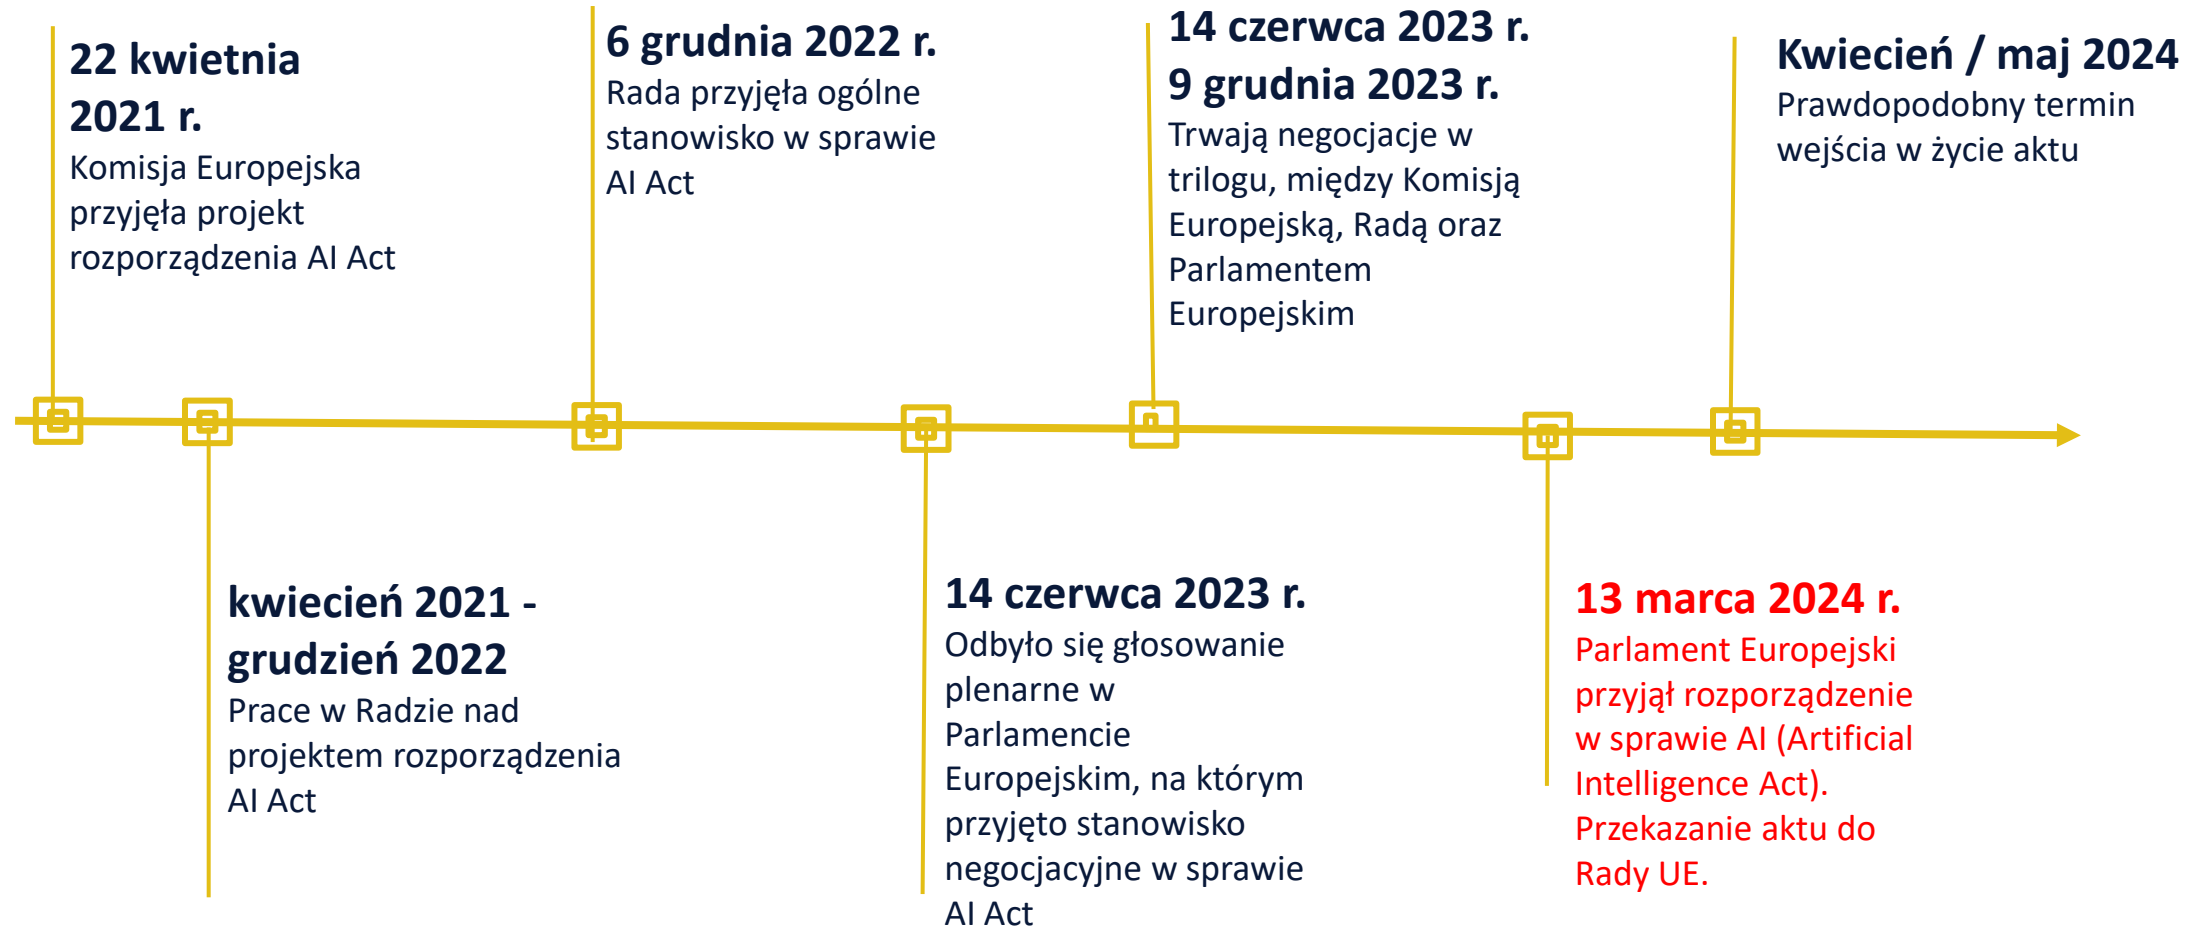 22 kwietnia
2021 r.
Komisja Europejska
przyjęła projekt
rozporządzenia AI Act
kwiecień 2021 -
grudzień 2022
Prace w Radzie nad
projektem rozporządzenia
AI Act
6 grudnia 2022 r.
Rada przyjęła ogólne
stanowisko w sprawie
AI Act
14 czerwca 2023 r.
Odbyło się głosowanie
plenarne w
Parlamencie
Europejskim, na którym
przyjęto stanowisko
negocjacyjne w sprawie
AI Act
14 czerwca 2023 r.
9 grudnia 2023 r.
Trwają negocjacje w
trilogu, między Komisją
Europejską, Radą oraz
Parlamentem
Europejskim
13 marca 2024 r.
Parlament Europejski
przyjął rozporządzenie
w sprawie AI (Artificial
Intelligence Act).
Przekazanie aktu do
Rady UE.
Kwiecień / maj 2024
Prawdopodobny termin
wejścia w życie aktu